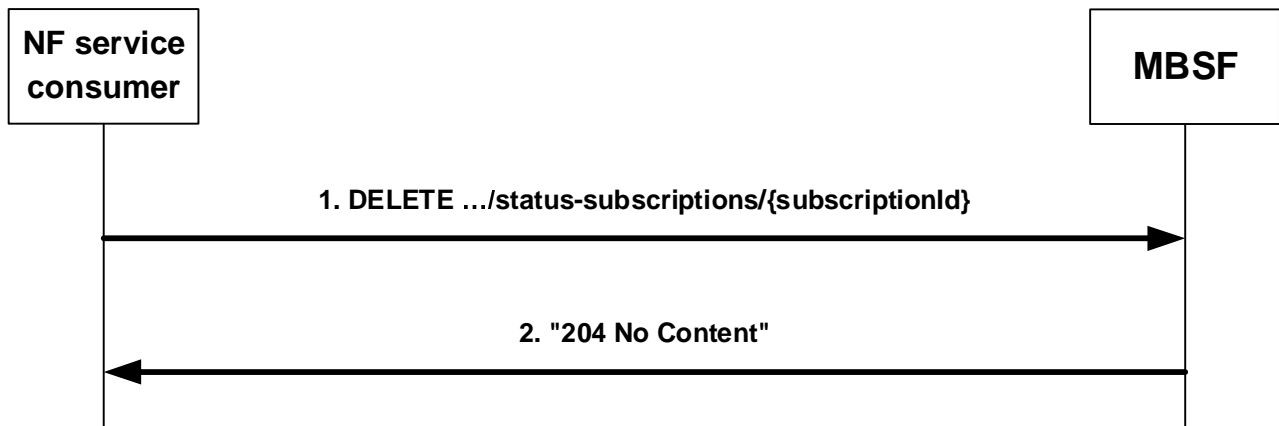 NF service
consumer
MBSF
1. DELETE …/status-subscriptions/{subscriptionId}
2. "204 No Content"